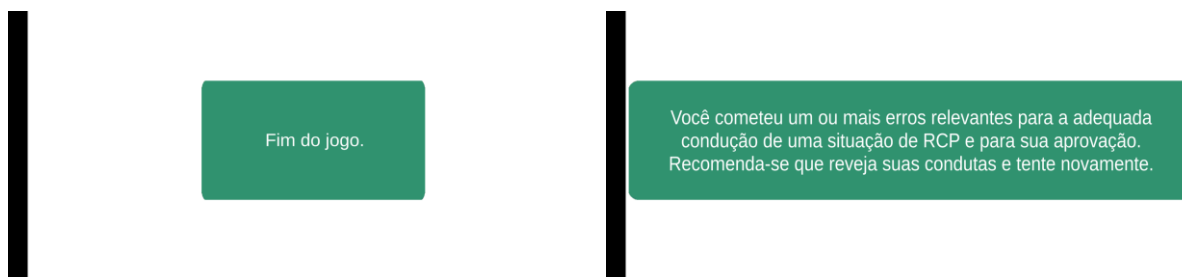 Fim do jogo.
Você cometeu um ou mais erros relevantes para a adequada
condução de uma situação de RCP e para sua aprovação.
Recomenda-se que reveja suas condutas e tente novamente.